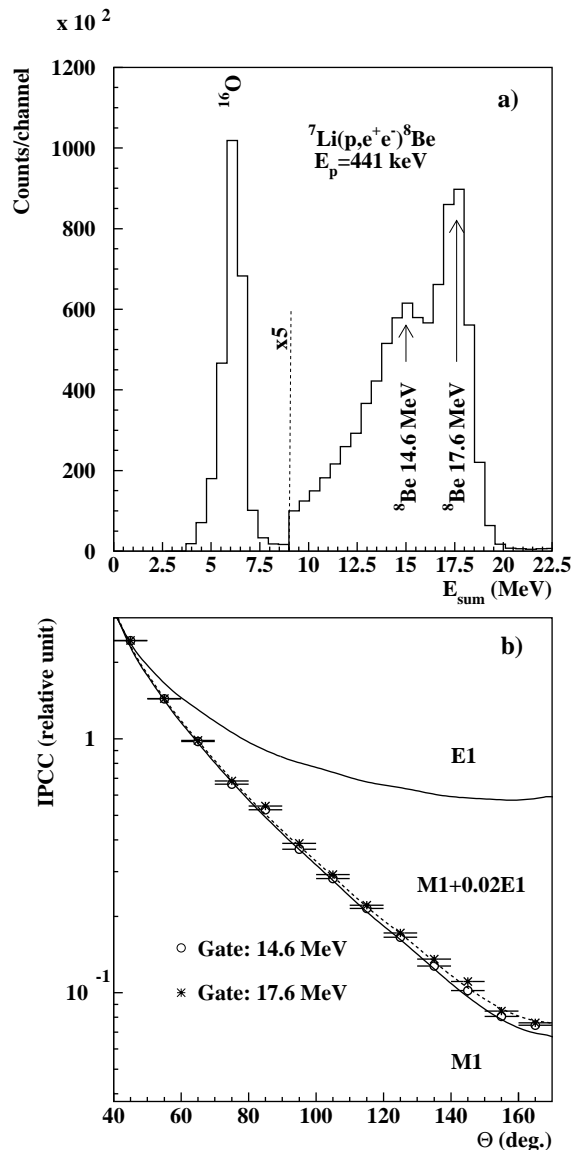 x 10²
Counts/channel
1200
1000
800
600
400
200
0
¹⁶O
a)
⁷Li(p,e⁺e⁻)⁸Be
Eₚ=441 keV
x5
⁸Be 14.6 MeV
⁸Be 17.6 MeV
0 2.5 5 7.5 10 12.5 15 17.5 20 22.5
E_sum (MeV)
IPCC (relative unit)
b)
1
10⁻¹
E1
M1+0.02E1
Gate: 14.6 MeV
Gate: 17.6 MeV
M1
40 60 80 100 120 140 160
Θ (deg.)